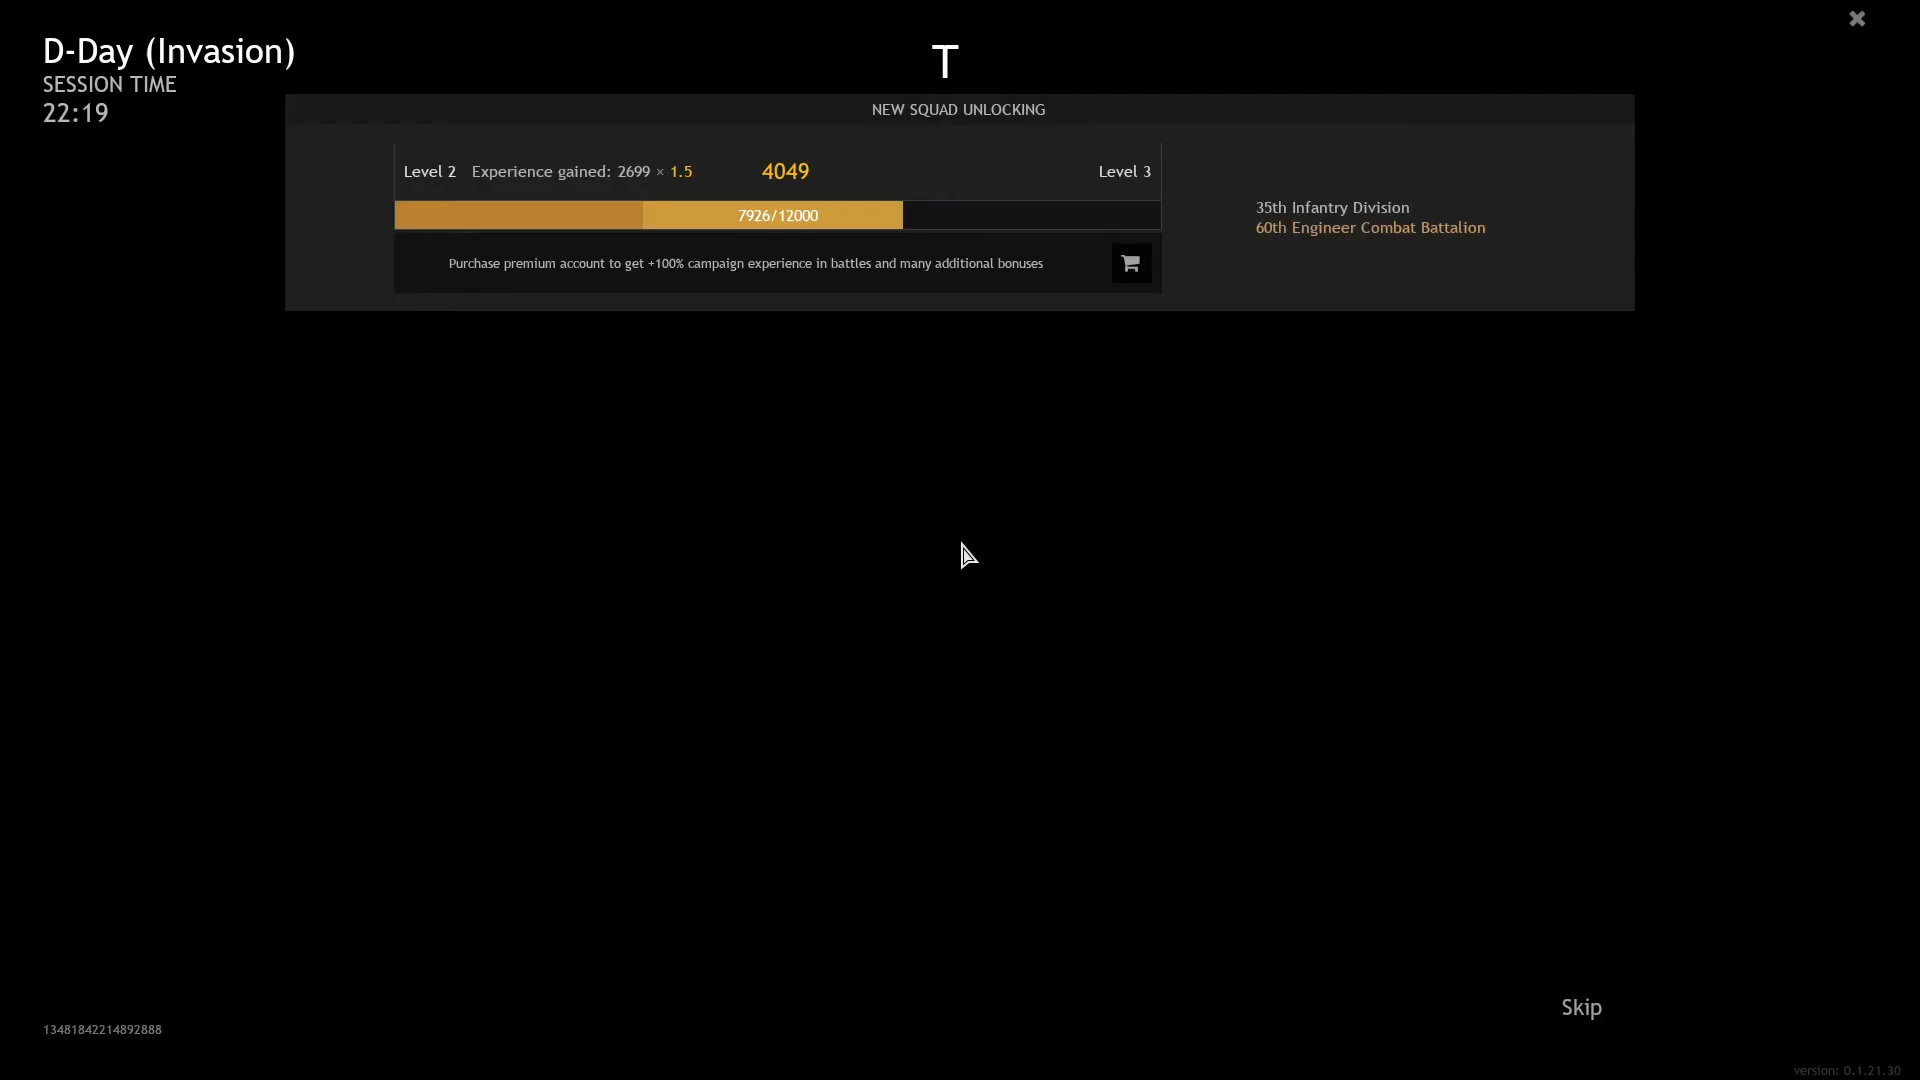 D-Day (Invasion)
SESSION TIME
22:19
T
NEW SQUAD UNLOCKING
Level 2 Experience gained: 2699 × 1.5 4049 Level 3
7926/12000
Purchase premium account to get +100% campaign experience in battles and many additional bonuses
35th Infantry Division
60th Engineer Combat Battalion
Skip
13481842214892888
version: 0.1.21.30